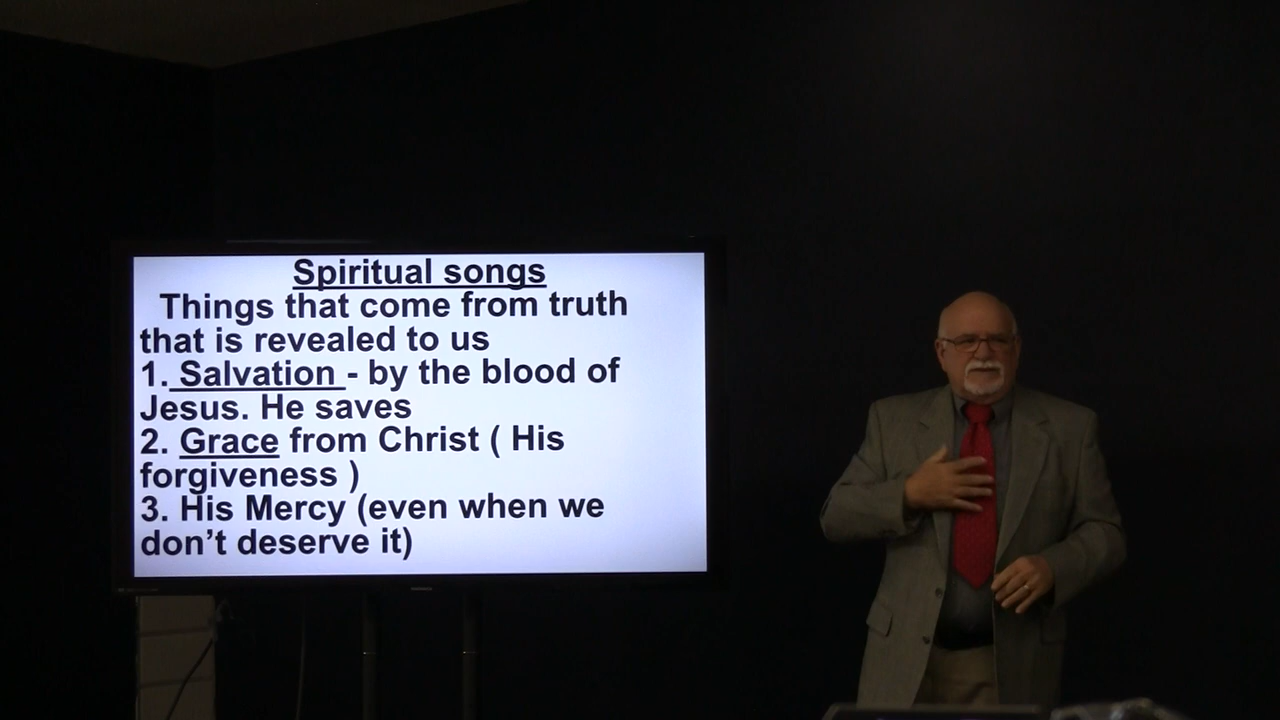 Spiritual songs
Things that come from truth
that is revealed to us
1. Salvation - by the blood of
Jesus. He saves
2. Grace from Christ ( His
forgiveness )
3. His Mercy (even when we
don’t deserve it)